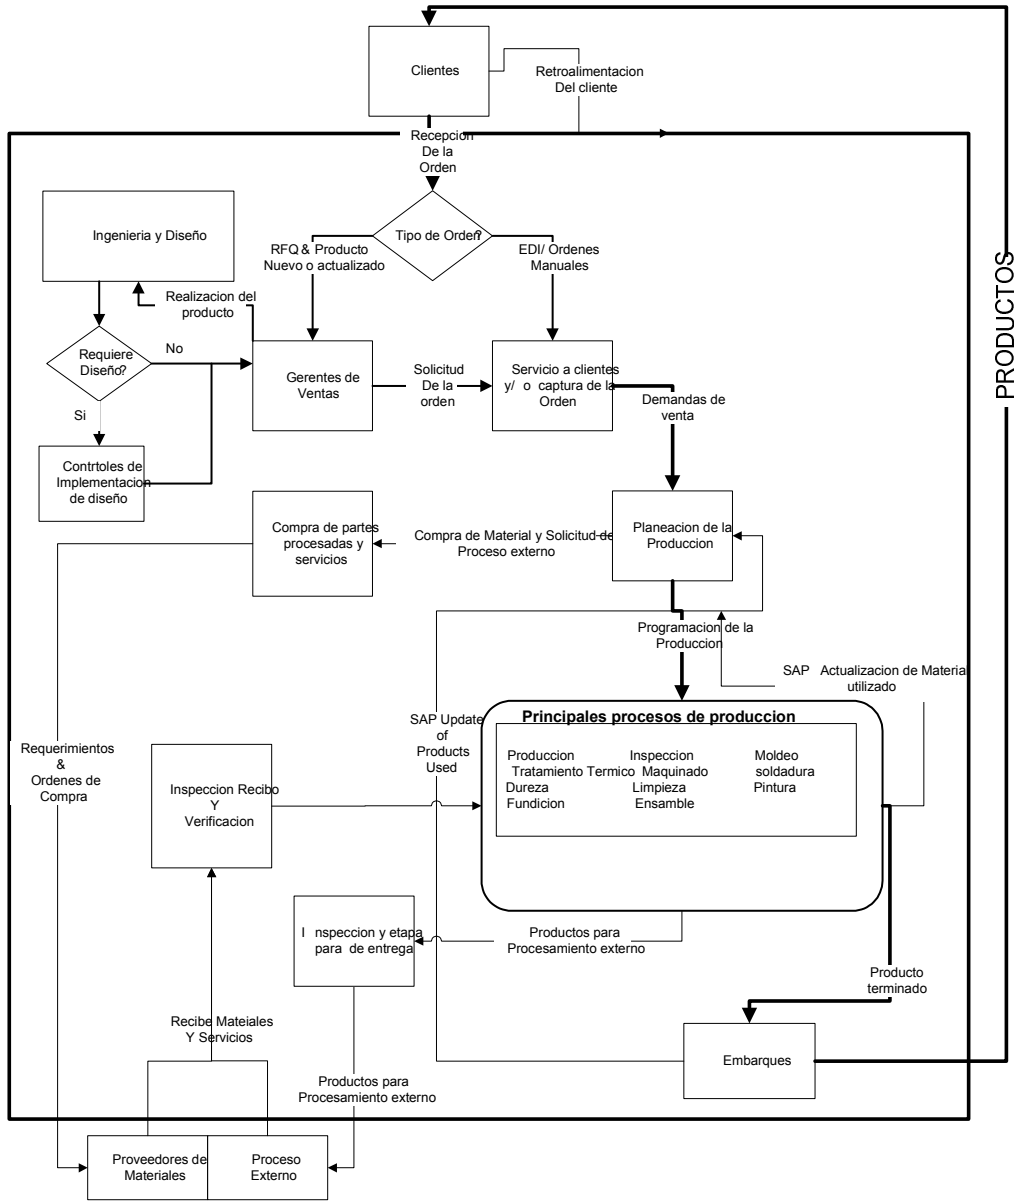 Clientes
Retroalimentacion
Del cliente
Recepcion
De la
Orden
Ingenieria y Diseño
Tipo de Orden?
RFQ & Producto
Nuevo o actualizado
EDI/ Ordenes
Manuales
Realizacion del
producto
Requiere
Diseño?
No
Si
Gerentes de
Ventas
Solicitud
De la
orden
Servicio a clientes
y/ o captura de la
Orden
Demandas de
venta
PRODUCTOS
Contrtoles de
Implementacion
de diseño
Compra de partes
procesadas y
servicios
Compra de Material y Solicitud de
Proceso externo
Planeacion de la
Produccion
Programacion de la
Produccion
SAP Actualizacion de Material
utilizado
SAP Update
of
Products
Used
Principales procesos de produccion
Produccion Inspeccion Moldeo
Tratamiento Termico Maquinado soldadura
Dureza Limpieza Pintura
Fundicion Ensamble
Requerimientos
&
Ordenes de
Compra
Inspeccion Recibo
Y
Verificacion
I nspeccion y etapa
para de entrega
Productos para
Procesamiento externo
Producto
terminado
Recibe Mateiales
Y Servicios
Embarques
Productos para
Procesamiento externo
Proveedores de
Materiales
Proceso
Externo